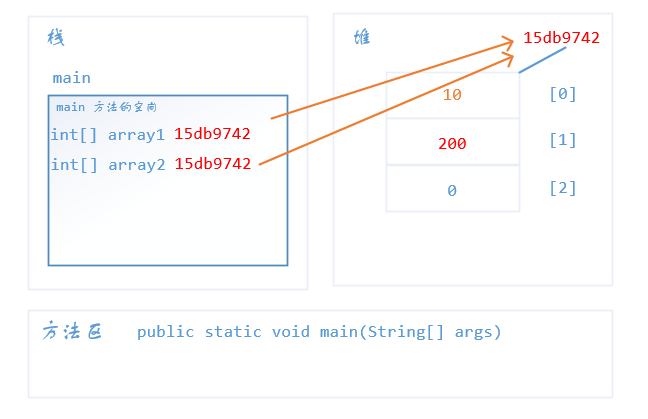 栈
main
main 方法的空间
int[] array1 15db9742
int[] array2 15db9742
堆
15db9742
10 [0]
200 [1]
0 [2]
方法区 public static void main(String[] args)